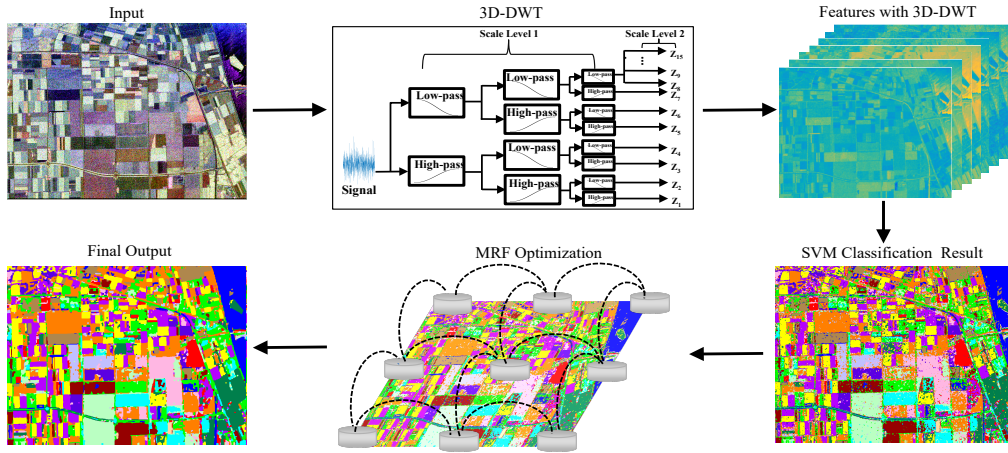 Input
3D-DWT
Features with 3D-DWT
Scale Level 1
Scale Level 2
Low-pass
Low-pass
Low-pass
High-pass
High-pass
Low-pass
High-pass
High-pass
Low-pass
Low-pass
High-pass
High-pass
Low-pass
High-pass
Signal
Z15
⋮
Z9
Z8
Z7
Z6
Z5
Z4
Z3
Z2
Z1
Final Output
MRF Optimization
SVM Classification Result